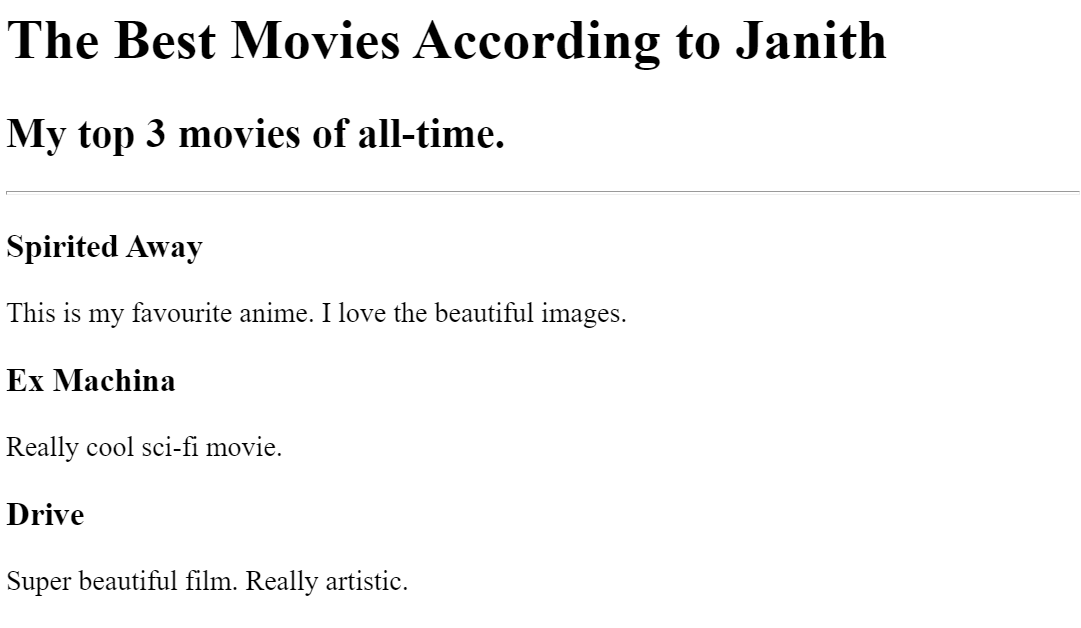 The Best Movies According to Janith
My top 3 movies of all-time.
Spirited Away
This is my favourite anime. I love the beautiful images.
Ex Machina
Really cool sci-fi movie.
Drive
Super beautiful film. Really artistic.